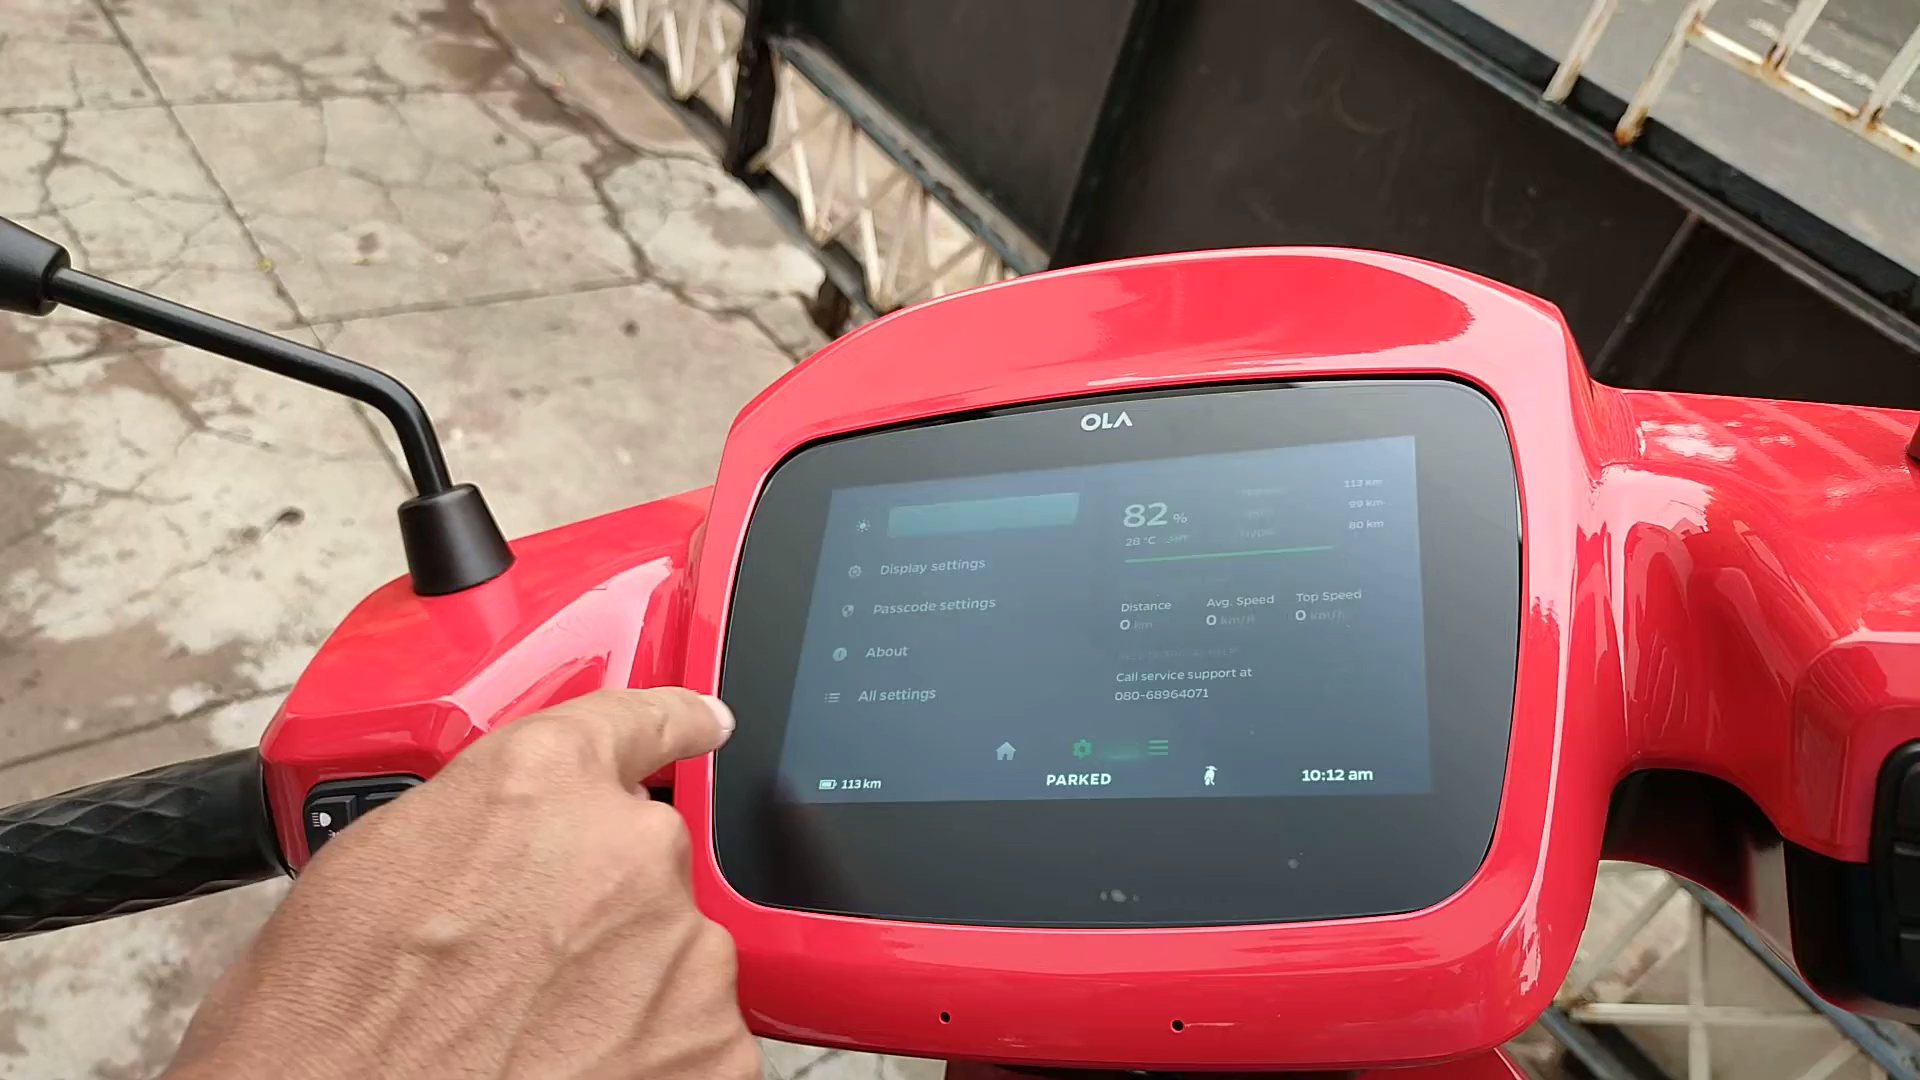 OLA
Display settings
Passcode settings
About
All settings
82 %
28 °C
113 km
99 km
Hyper
80 km
Distance
0 km
Avg. Speed
0 km/h
Top Speed
0 km/h
Call service support at
080-68964071
113 km
PARKED
10:12 am